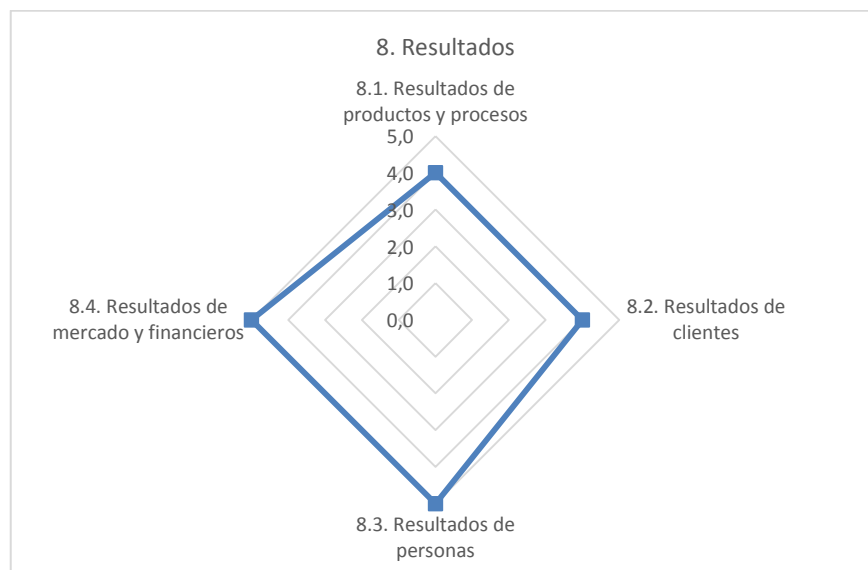 8. Resultados
8.1. Resultados de
productos y procesos
5,0
4,0
3,0
2,0
1,0
0,0
8.2. Resultados de
clientes
8.4. Resultados de
mercado y financieros
8.3. Resultados de
personas